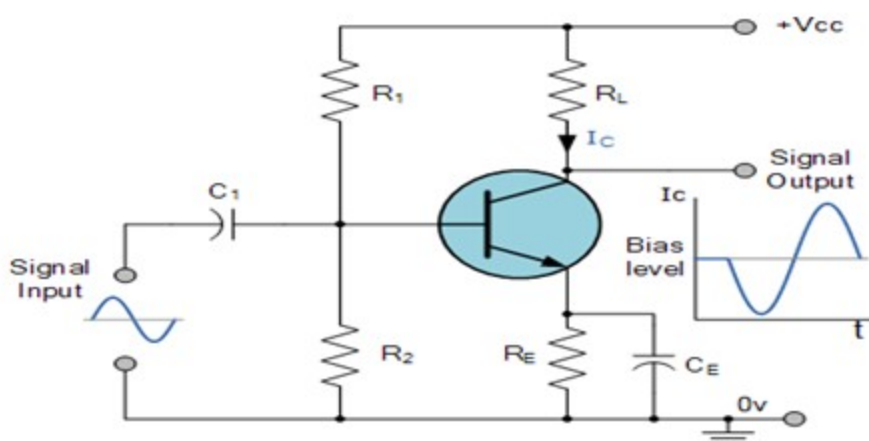 +Vcc
R1
RL
Ic
C1
Signal
Output
Ic
Signal
Input
Bias
level
t
R2
RE
CE
0v